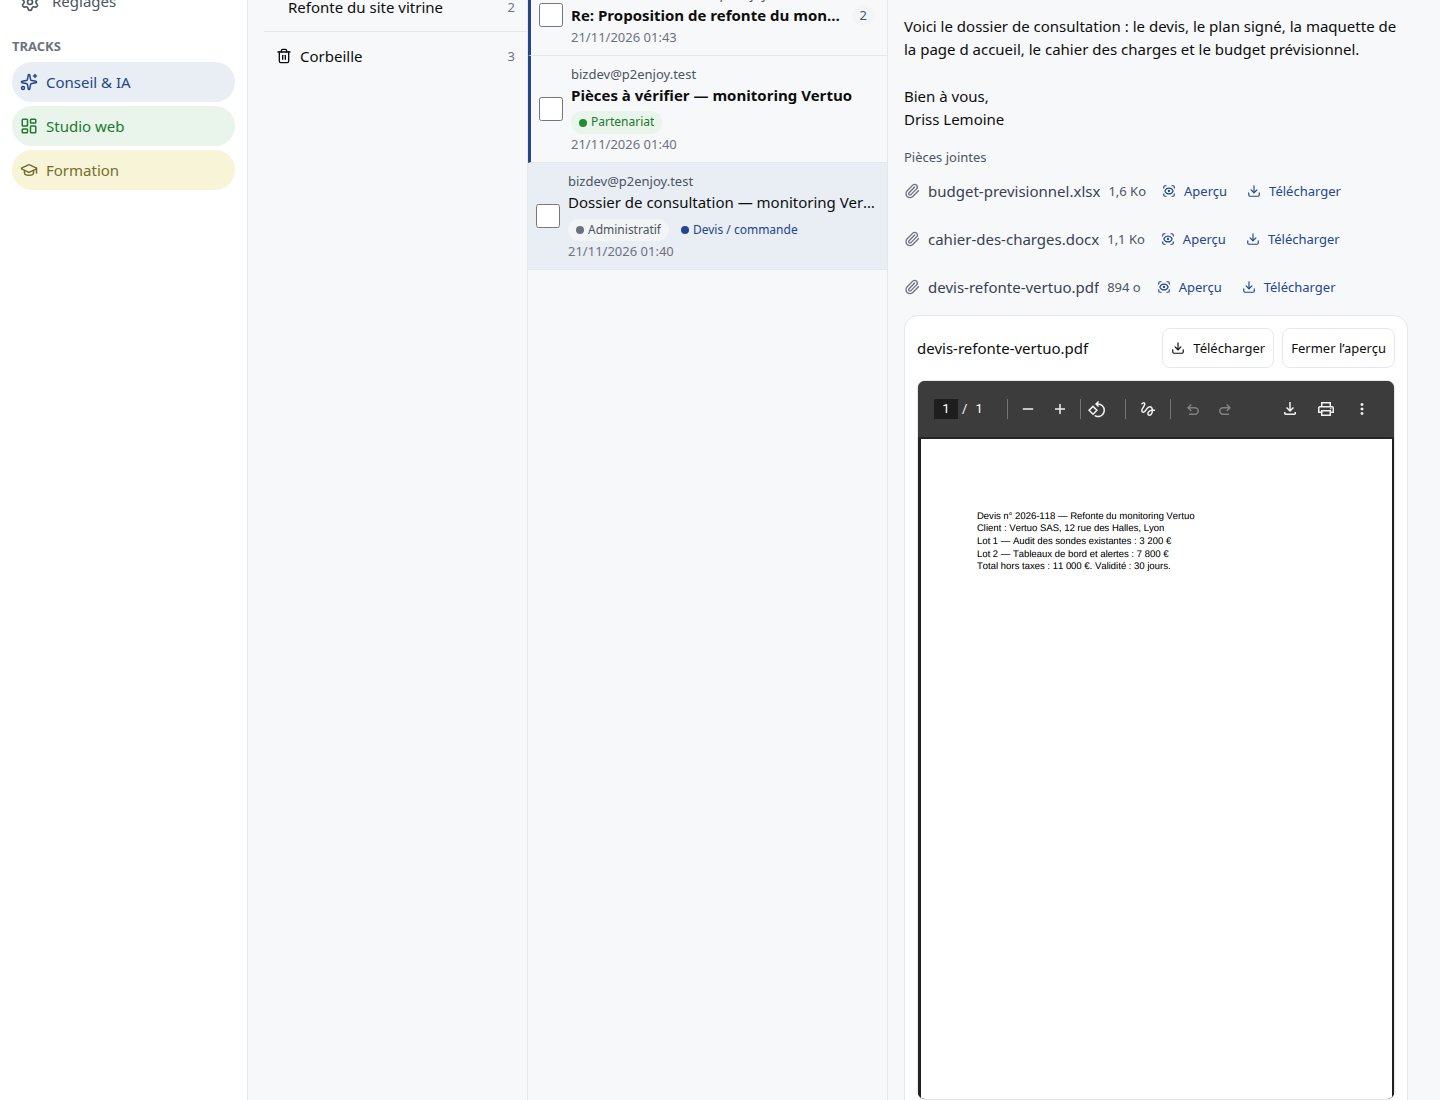 Réglages
TRACKS
Conseil & IA
Studio web
Formation
Refonte du site vitrine 2
Corbeille 3
Re: Proposition de refonte du mon... 2
21/11/2026 01:43
bizdev@p2enjoy.test
Pièces à vérifier — monitoring Vertuo
Partenariat
21/11/2026 01:40
bizdev@p2enjoy.test
Dossier de consultation — monitoring Ver...
Administratif Devis / commande
21/11/2026 01:40
Voici le dossier de consultation : le devis, le plan signé, la maquette de
la page d accueil, le cahier des charges et le budget prévisionnel.
Bien à vous,
Driss Lemoine
Pièces jointes
budget-previsionnel.xlsx 1,6 Ko Aperçu Télécharger
cahier-des-charges.docx 1,1 Ko Aperçu Télécharger
devis-refonte-vertuo.pdf 894 o Aperçu Télécharger
devis-refonte-vertuo.pdf Télécharger Fermer l’aperçu
1 / 1
Devis n° 2026-118 — Refonte du monitoring Vertuo
Client : Vertuo SAS, 12 rue des Halles, Lyon
Lot 1 — Audit des sondes existantes : 3 200 €
Lot 2 — Tableaux de bord et alertes : 7 800 €
Total hors taxes : 11 000 €. Validité : 30 jours.